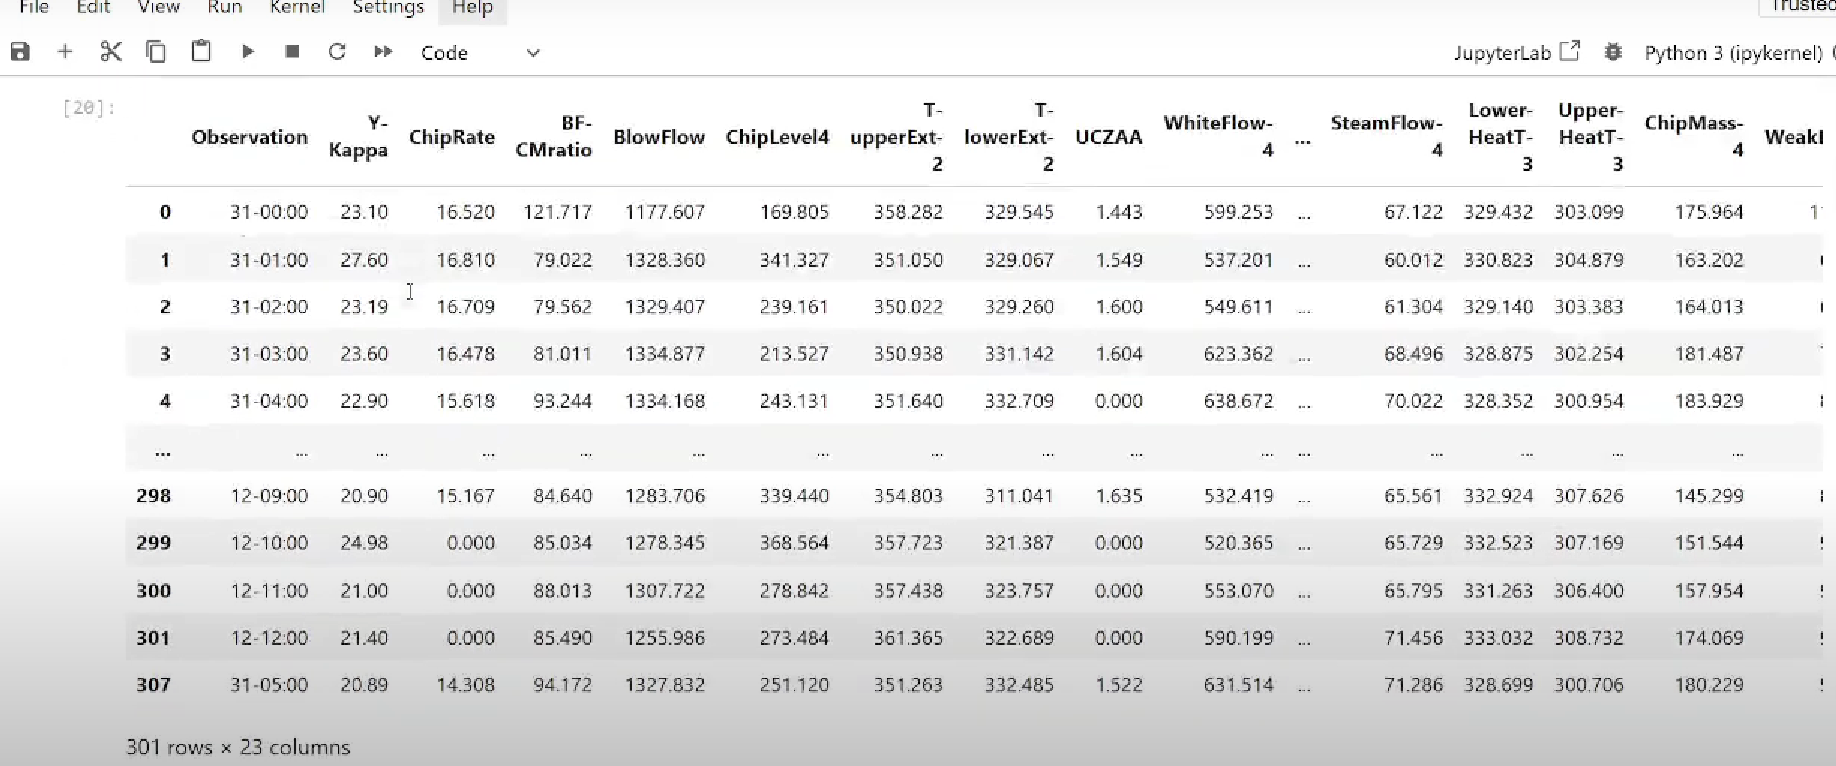 File Edit View Run Kernel Settings Help
Code JupyterLab Python 3 (ipykernel)
[20]:
Observation Y-Kappa ChipRate BF-CMratio BlowFlow ChipLevel4 T-upperExt-2 T-lowerExt-2 UCZAA WhiteFlow-4 ... SteamFlow-4 Lower-HeatT-3 Upper-HeatT-3 ChipMass-4
0 31-00:00 23.10 16.520 121.717 1177.607 169.805 358.282 329.545 1.443 599.253 ... 67.122 329.432 303.099 175.964
1 31-01:00 27.60 16.810 79.022 1328.360 341.327 351.050 329.067 1.549 537.201 ... 60.012 330.823 304.879 163.202
2 31-02:00 23.19 16.709 79.562 1329.407 239.161 350.022 329.260 1.600 549.611 ... 61.304 329.140 303.383 164.013
3 31-03:00 23.60 16.478 81.011 1334.877 213.527 350.938 331.142 1.604 623.362 ... 68.496 328.875 302.254 181.487
4 31-04:00 22.90 15.618 93.244 1334.168 243.131 351.640 332.709 0.000 638.672 ... 70.022 328.352 300.954 183.929
... ... ... ... ... ... ... ... ... ... ... ... ... ... ... ...
298 12-09:00 20.90 15.167 84.640 1283.706 339.440 354.803 311.041 1.635 532.419 ... 65.561 332.924 307.626 145.299
299 12-10:00 24.98 0.000 85.034 1278.345 368.564 357.723 321.387 0.000 520.365 ... 65.729 332.523 307.169 151.544
300 12-11:00 21.00 0.000 88.013 1307.722 278.842 357.438 323.757 0.000 553.070 ... 65.795 331.263 306.400 157.954
301 12-12:00 21.40 0.000 85.490 1255.986 273.484 361.365 322.689 0.000 590.199 ... 71.456 333.032 308.732 174.069
307 31-05:00 20.89 14.308 94.172 1327.832 251.120 351.263 332.485 1.522 631.514 ... 71.286 328.699 300.706 180.229
301 rows × 23 columns